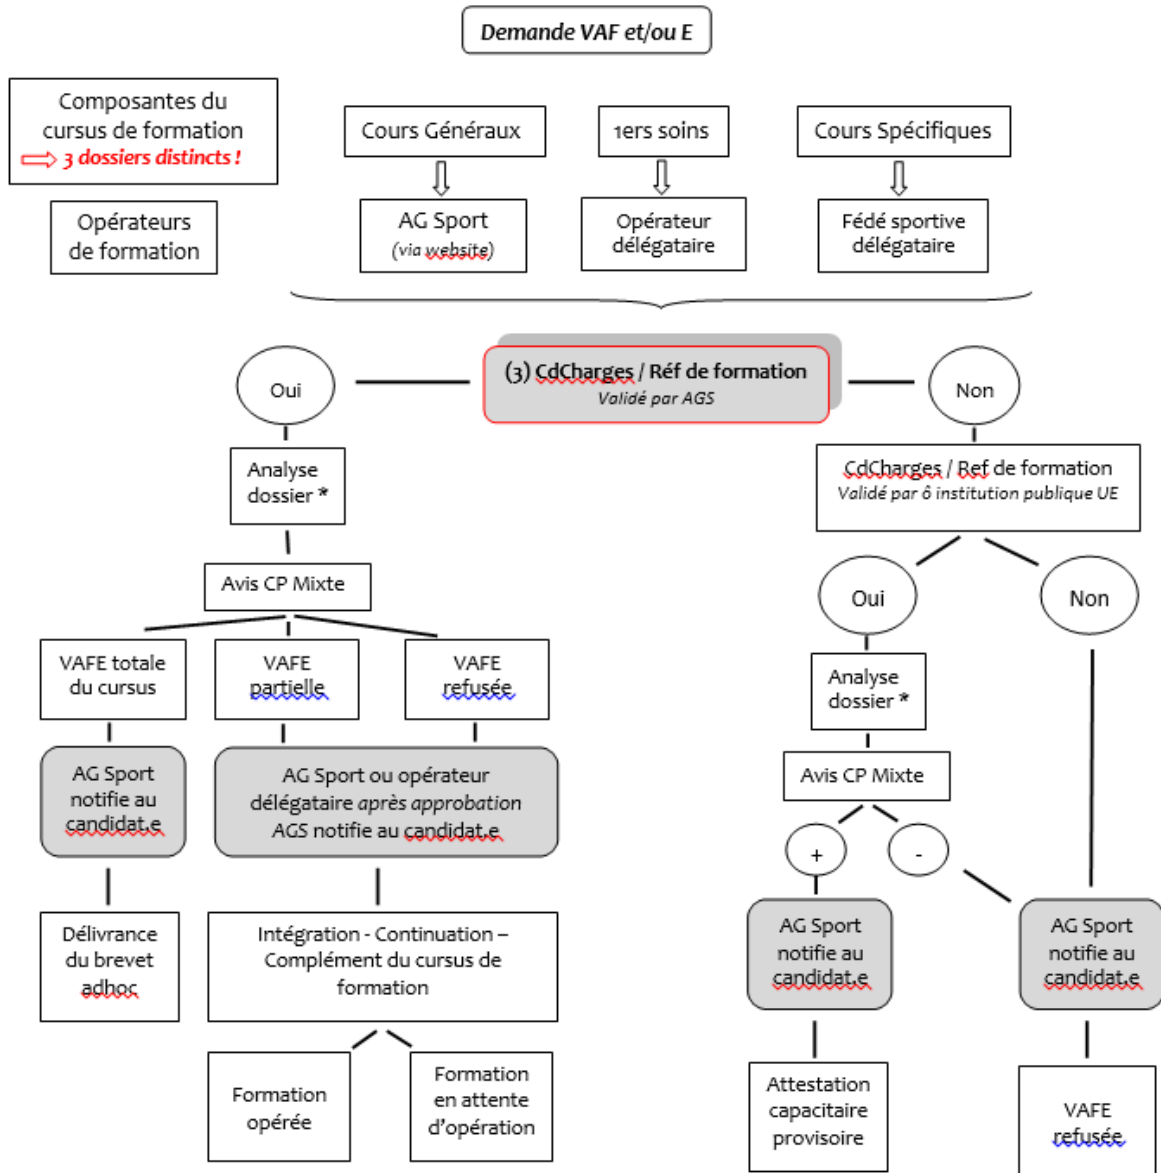 Demande VAF et/ou E
Composantes du
cursus de formation
3 dossiers distincts !
Cours Généraux
1ers soins
Cours Spécifiques
Opérateurs
de formation
AG Sport
(via website)
Opérateur
délégataire
Fédé sportive
délégataire
Oui
(3) CdCharges / Réf de formation
Validé par AGS
Non
Analyse
dossier *
CdCharges / Ref de formation
Validé par ô institution publique UE
Avis CP Mixte
Oui
Non
VAFE totale
du cursus
VAFE
partielle
VAFE
refusée
Analyse
dossier *
AG Sport
notifie au
candidat.e
AG Sport ou opérateur
délégataire après approbation
AGS notifie au candidat.e
Avis CP Mixte
+
-
Délivrance
du brevet
adhoc
Intégration - Continuation –
Complément du cursus de
formation
AG Sport
notifie au
candidat.e
AG Sport
notifie au
candidat.e
Formation
opérée
Formation
en attente
d'opération
Attestation
capacitaire
provisoire
VAFE
refusée